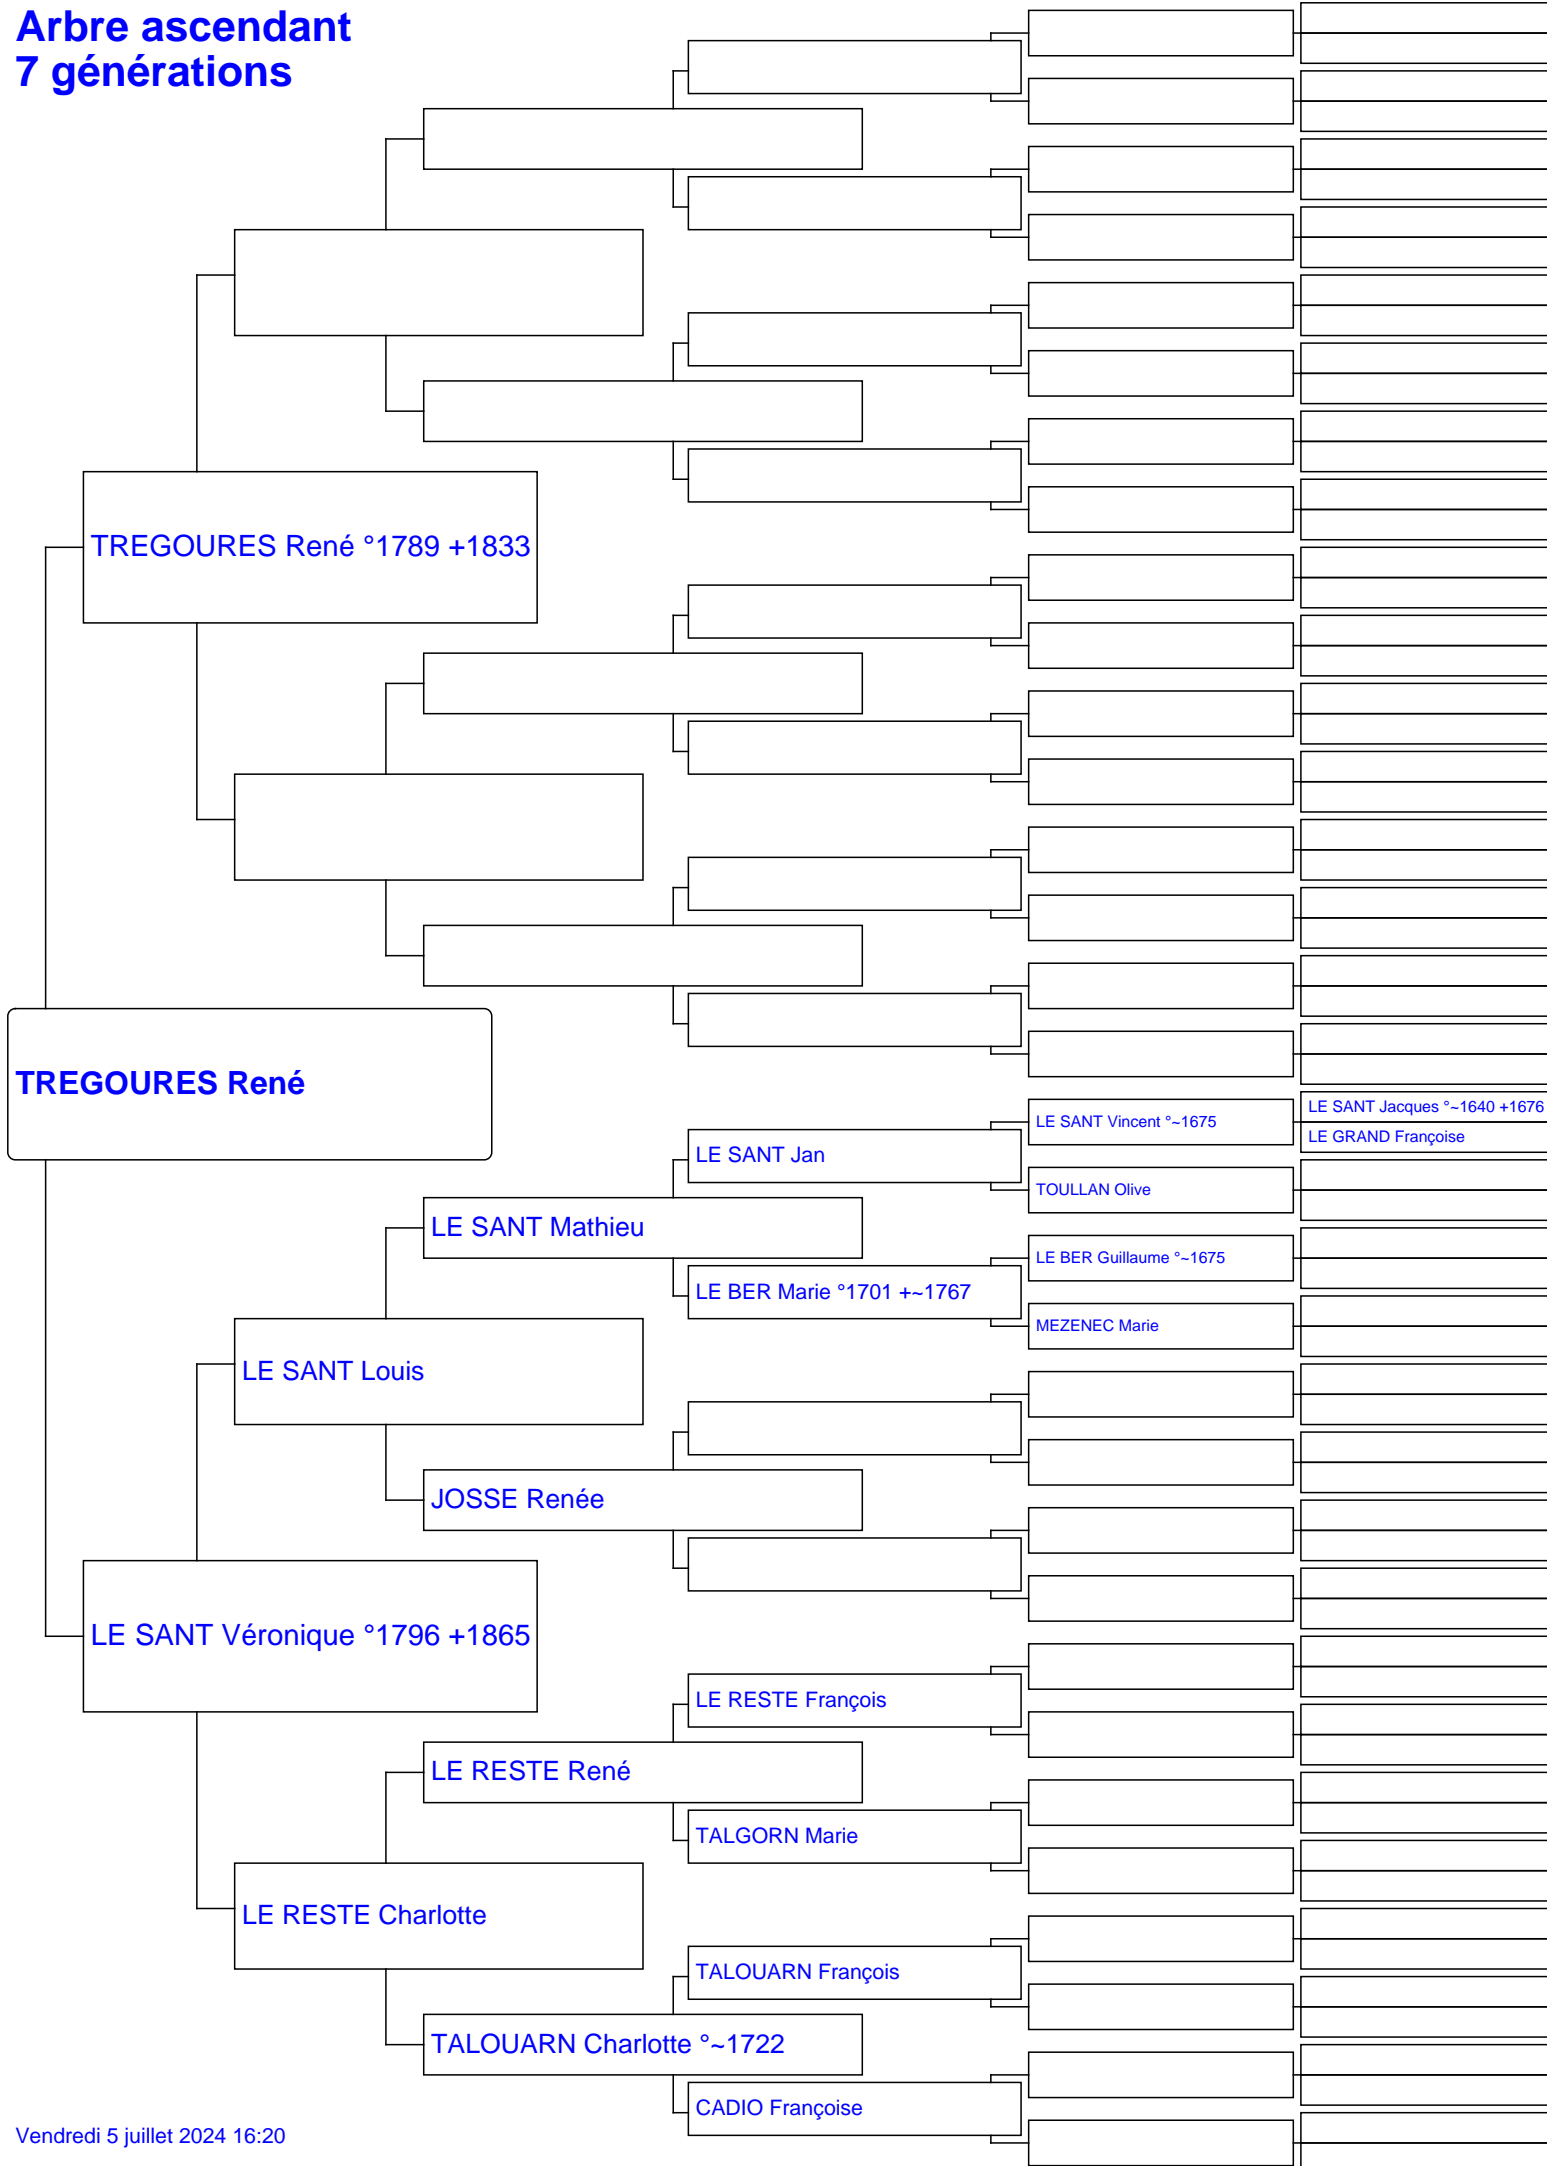 Arbre ascendant
7 générations
TREGOURES René °1789 +1833
TREGOURES René
LE SANT Jacques °~1640 +1676
LE SANT Vincent °~1675
LE GRAND Françoise
LE SANT Jan
TOULLAN Olive
LE SANT Mathieu
LE BER Guillaume °~1675
LE BER Marie °1701 +~1767
MEZENEC Marie
LE SANT Louis
JOSSE Renée
LE SANT Véronique °1796 +1865
LE RESTE François
LE RESTE René
TALGORN Marie
LE RESTE Charlotte
TALOUARN François
TALOUARN Charlotte °~1722
CADIO Françoise
Vendredi 5 juillet 2024 16:20